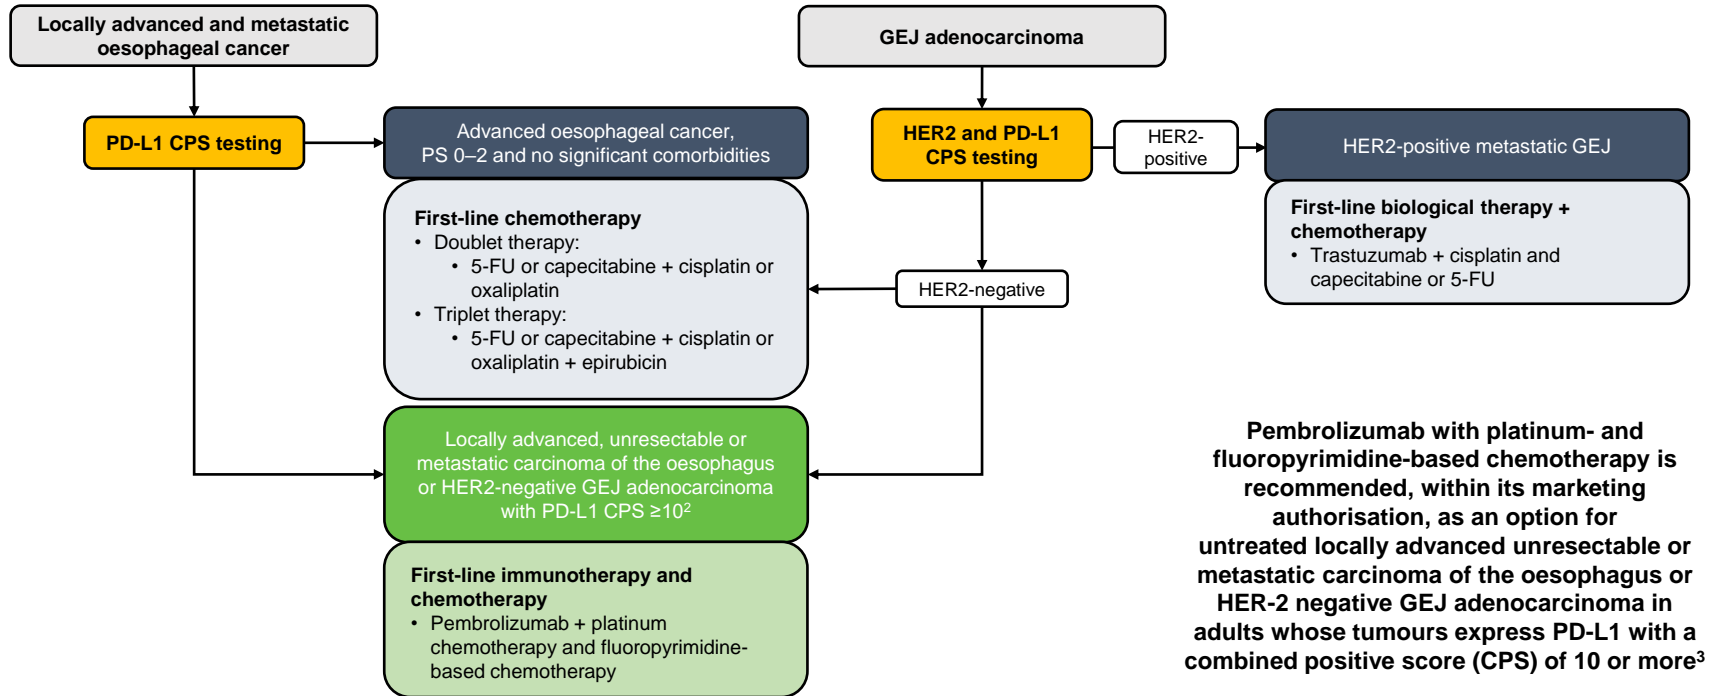 Locally advanced and metastatic
oesophageal cancer
GEJ adenocarcinoma
PD-L1 CPS testing
Advanced oesophageal cancer,
PS 0–2 and no significant comorbidities
HER2 and PD-L1
CPS testing
HER2-
positive
HER2-positive metastatic GEJ
First-line chemotherapy
• Doublet therapy:
• 5-FU or capecitabine + cisplatin or
oxaliplatin
• Triplet therapy:
• 5-FU or capecitabine + cisplatin or
oxaliplatin + epirubicin
First-line biological therapy +
chemotherapy
• Trastuzumab + cisplatin and
capecitabine or 5-FU
HER2-negative
Locally advanced, unresectable or
metastatic carcinoma of the oesophagus
or HER2-negative GEJ adenocarcinoma
with PD-L1 CPS ≥10²
First-line immunotherapy and
chemotherapy
• Pembrolizumab + platinum
chemotherapy and fluoropyrimidine-
based chemotherapy
Pembrolizumab with platinum- and
fluoropyrimidine-based chemotherapy is
recommended, within its marketing
authorisation, as an option for
untreated locally advanced unresectable or
metastatic carcinoma of the oesophagus or
HER-2 negative GEJ adenocarcinoma in
adults whose tumours express PD-L1 with a
combined positive score (CPS) of 10 or more³